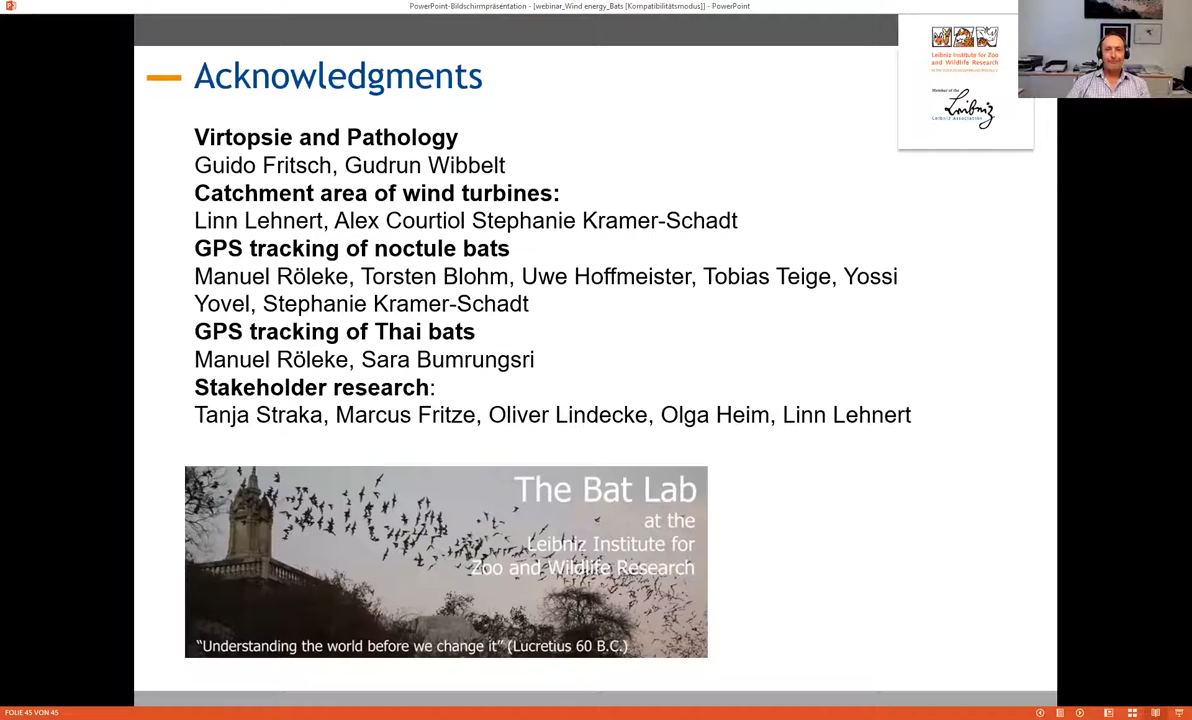 PowerPoint-Bildschirmpräsentation - [webinar_Wind energy_Bats [Kompatibilitätsmodus]] - PowerPoint
Leibniz Institute for Zoo
and Wildlife Research
Member of the
Leibniz
Leibniz Association
Acknowledgments
Virtopsie and Pathology
Guido Fritsch, Gudrun Wibbelt
Catchment area of wind turbines:
Linn Lehnert, Alex Courtiol Stephanie Kramer-Schadt
GPS tracking of noctule bats
Manuel Röleke, Torsten Blohm, Uwe Hoffmeister, Tobias Teige, Yossi
Yovel, Stephanie Kramer-Schadt
GPS tracking of Thai bats
Manuel Röleke, Sara Bumrungsri
Stakeholder research:
Tanja Straka, Marcus Fritze, Oliver Lindecke, Olga Heim, Linn Lehnert
The Bat Lab
at the
Leibniz Institute for
Zoo and Wildlife Research
“Understanding the world before we change it” (Lucretius 60 B.C.)
FOLIE 45 VON 45